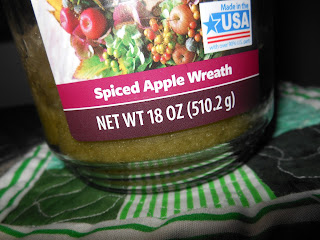 Made in the
USA
Spiced Apple Wreath
NET WT 18 OZ (510.2 g)